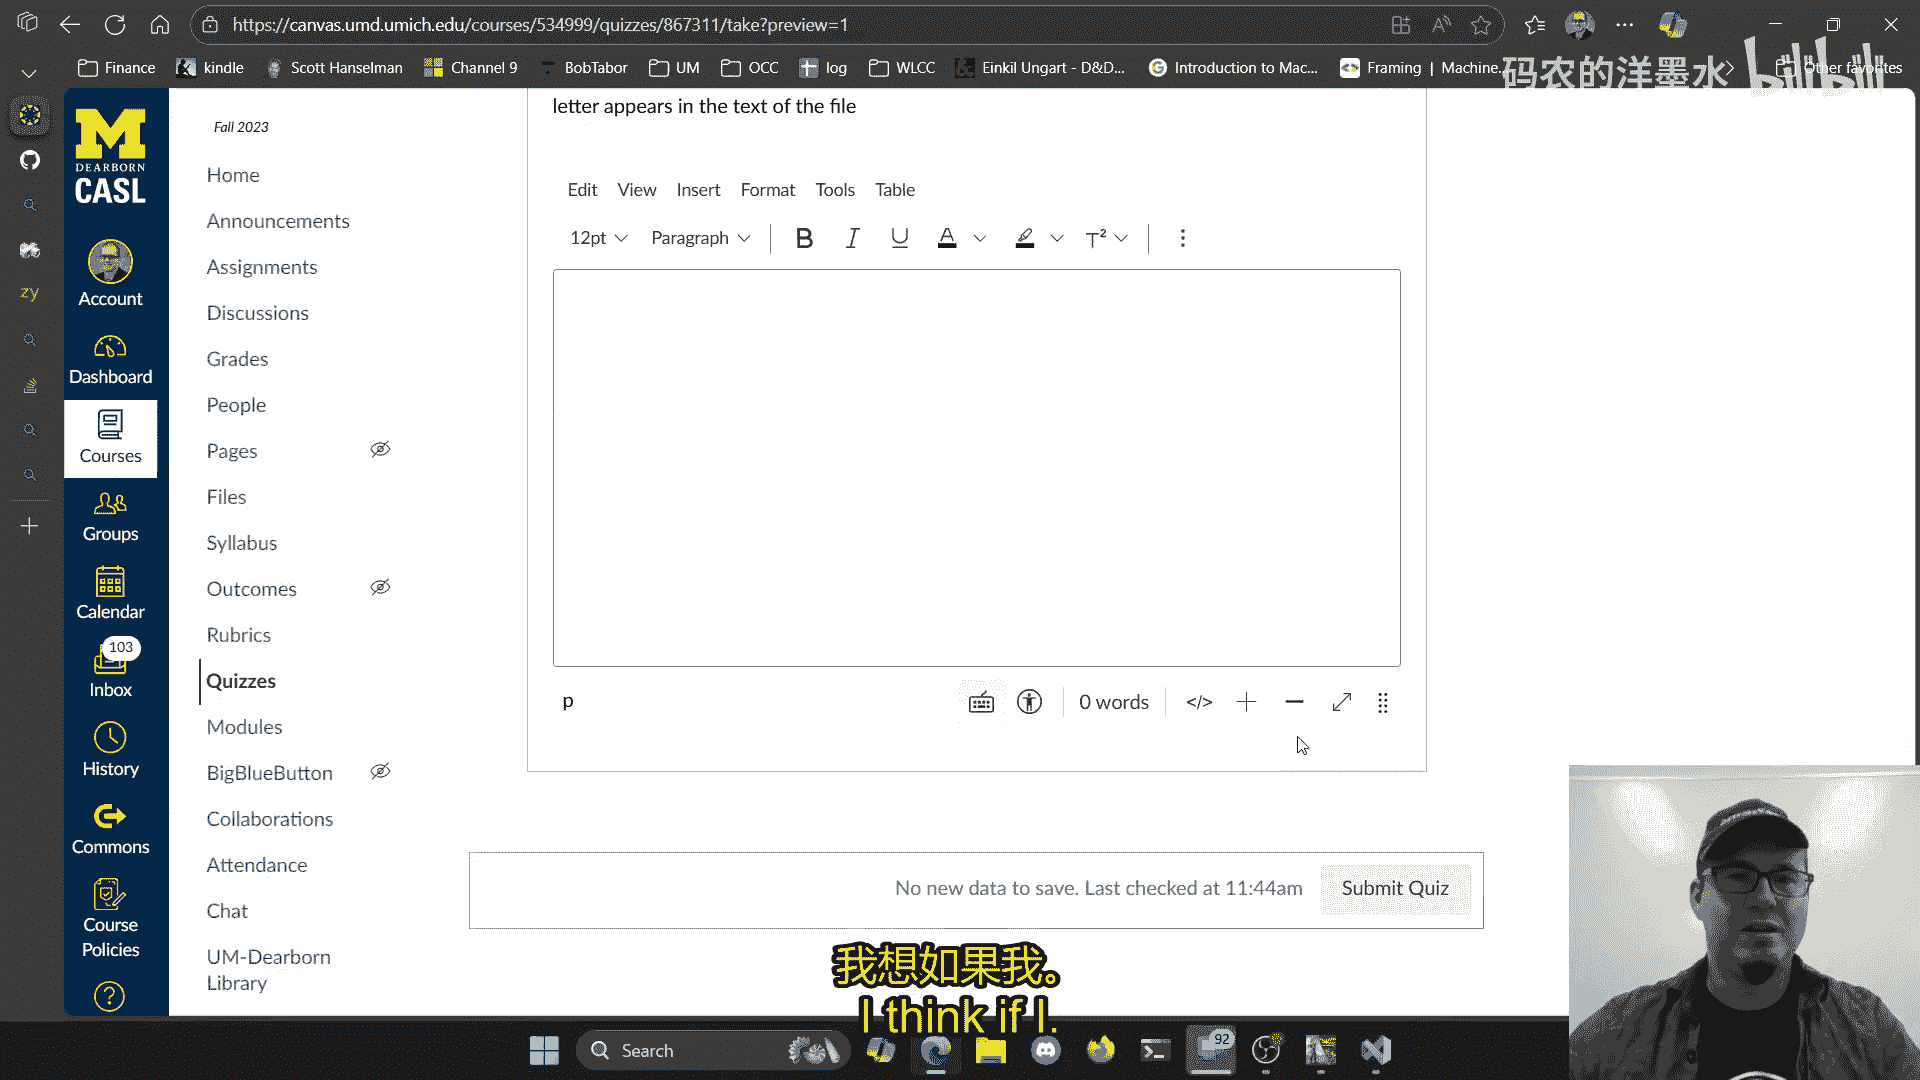 https://canvas.umd.umich.edu/courses/534999/quizzes/867311/take?preview=1
Finance
kindle
Scott Hanselman
Channel 9
BobTabor
UM
OCC
log
WLCC
Einkil Ungart - D&D...
Introduction to Mac...
Framing | Machine...
Other favorites
码农的洋墨水
bilibili
M
DEARBORN
CASL
Account
Dashboard
Courses
Groups
Calendar
103
Inbox
History
Commons
Course
Policies
zy
Fall 2023
Home
Announcements
Assignments
Discussions
Grades
People
Pages
Files
Syllabus
Outcomes
Rubrics
Quizzes
Modules
BigBlueButton
Collaborations
Attendance
Chat
UM-Dearborn
Library
letter appears in the text of the file
Edit View Insert Format Tools Table
12pt Paragraph B I U A T²
p
0 words </>
No new data to save. Last checked at 11:44am
Submit Quiz
我想如果我。
I think if I.
Search
92